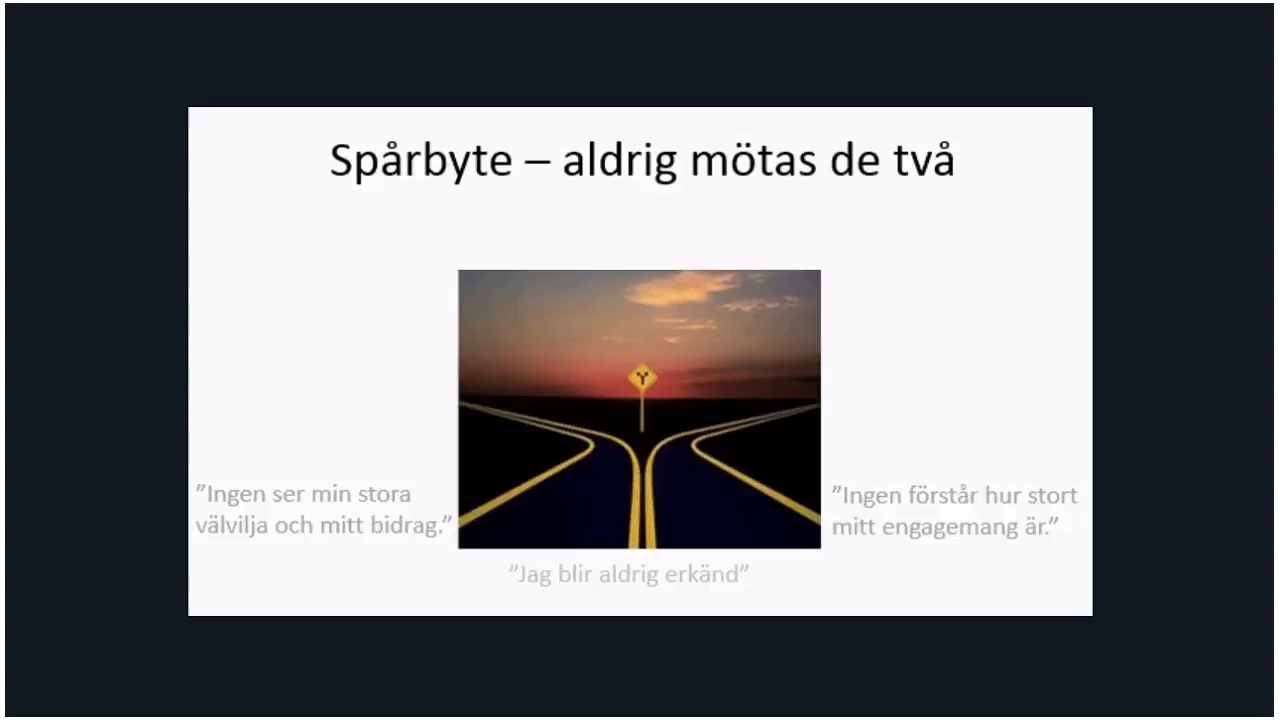 Spårbyte – aldrig mötas de två
”Ingen ser min stora
välvilja och mitt bidrag.”
”Ingen förstår hur stort
mitt engagemang är.”
”Jag blir aldrig erkänd”